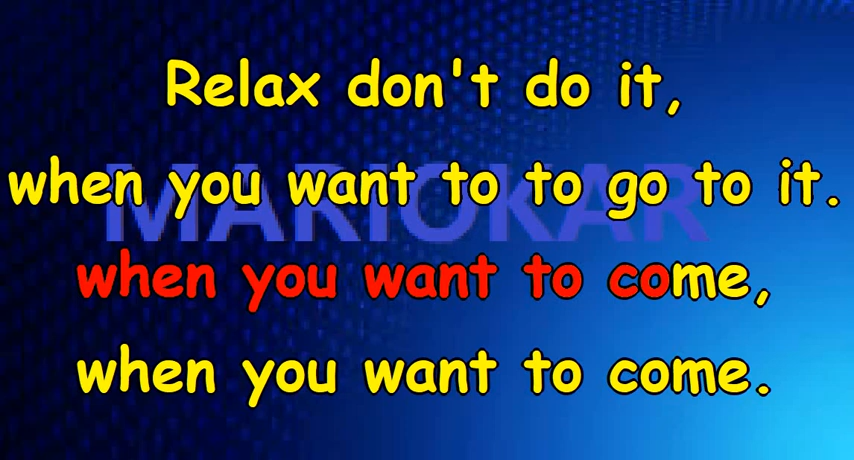 Relax don't do it,
when you want to to go to it.
MARIOKAR
when you want to come,
when you want to come.